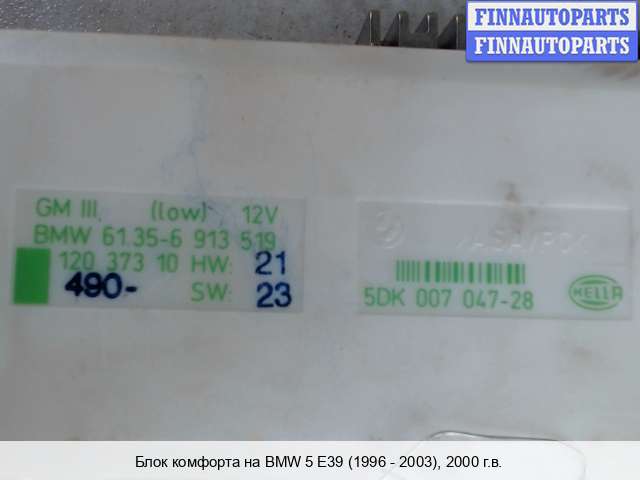 FINNAUTOPARTS
FINNAUTOPARTS
GM III (low) 12V
BMW 61.35-6 913 519
120 373 10 HW: 21
490- SW: 23
5DK 007 047-28
HELLA
Блок комфорта на BMW 5 E39 (1996 - 2003), 2000 г.в.